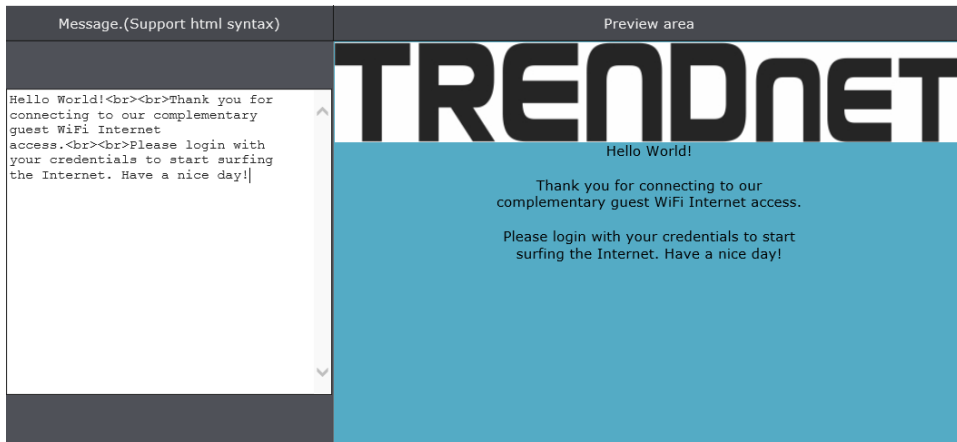 Message.(Support html syntax)
Preview area
Hello World!<br><br>Thank you for
connecting to our complementary
guest WiFi Internet
access.<br><br>Please login with
your credentials to start surfing
the Internet. Have a nice day!
TRENDNET
Hello World!
Thank you for connecting to our
complementary guest WiFi Internet access.
Please login with your credentials to start
surfing the Internet. Have a nice day!